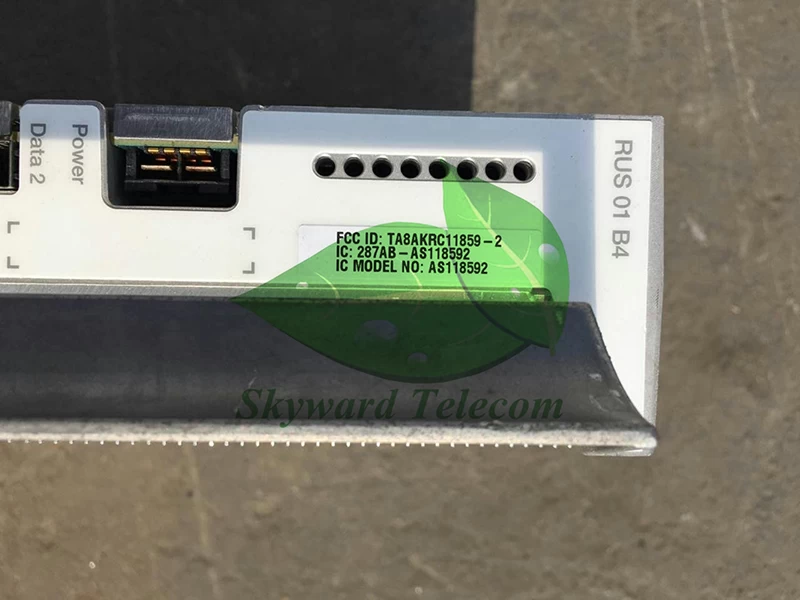 Power
Data 2
FCC ID: TA8AKRC11859-2
IC: 287AB-AS118592
IC MODEL NO: AS118592
RUS 01 B4
Skyward Telecom